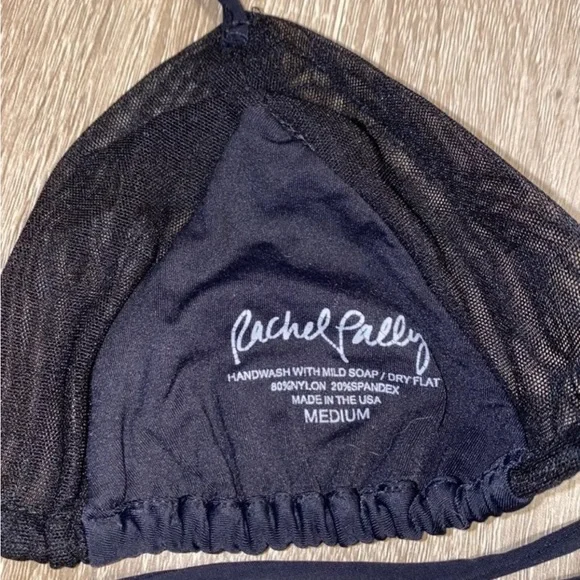 Rachel Pally
HANDWASH WITH MILD SOAP / DRY FLAT
80%NYLON 20%SPANDEX
MADE IN THE USA
MEDIUM